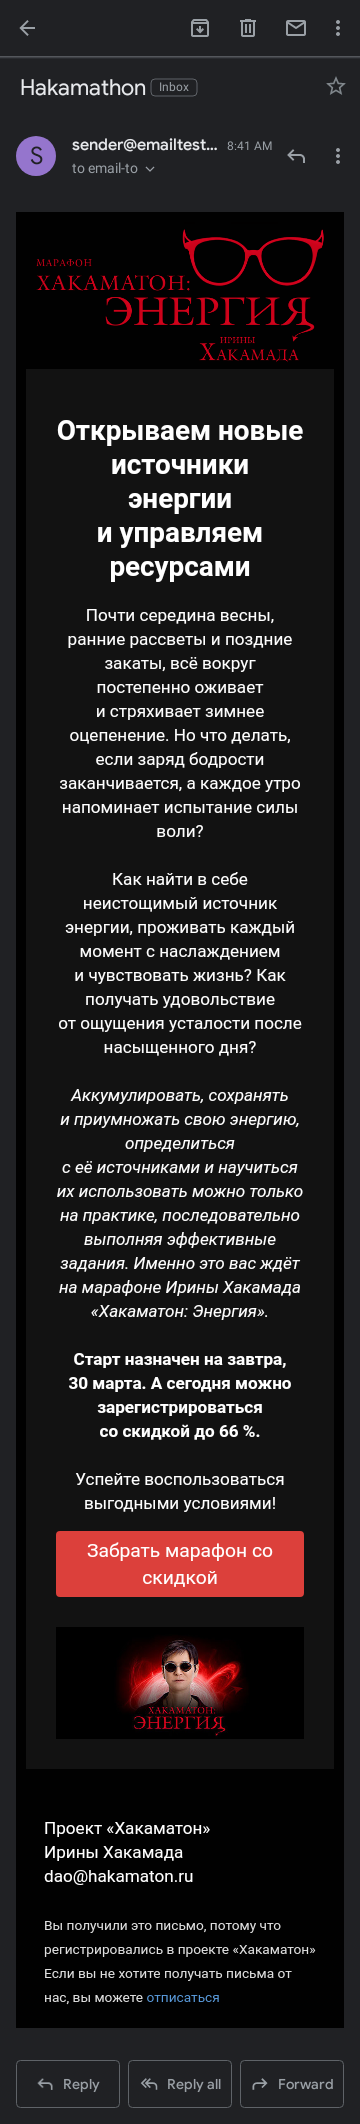 Hakamathon Inbox
S
sender@emailtest... 8:41 AM
to email-to
МАРАФОН
ХАКАМАТОН:
ЭНЕРГИЯ
ИРИНЫ
ХАКАМАДА
Открываем новые
источники
энергии
и управляем
ресурсами
Почти середина весны,
ранние рассветы и поздние
закаты, всё вокруг
постепенно оживает
и стряхивает зимнее
оцепенение. Но что делать,
если заряд бодрости
заканчивается, а каждое утро
напоминает испытание силы
воли?
Как найти в себе
неистощимый источник
энергии, проживать каждый
момент с наслаждением
и чувствовать жизнь? Как
получать удовольствие
от ощущения усталости после
насыщенного дня?
Аккумулировать, сохранять
и приумножать свою энергию,
определиться
с её источниками и научиться
их использовать можно только
на практике, последовательно
выполняя эффективные
задания. Именно это вас ждёт
на марафоне Ирины Хакамада
«Хакаматон: Энергия».
Старт назначен на завтра,
30 марта. А сегодня можно
зарегистрироваться
со скидкой до 66 %.
Успейте воспользоваться
выгодными условиями!
Забрать марафон со
скидкой
ХАКАМАТОН:
ЭНЕРГИЯ
Проект «Хакаматон»
Ирины Хакамада
dao@hakamaton.ru
Вы получили это письмо, потому что
регистрировались в проекте «Хакаматон»
Если вы не хотите получать письма от
нас, вы можете отписаться
Reply
Reply all
Forward